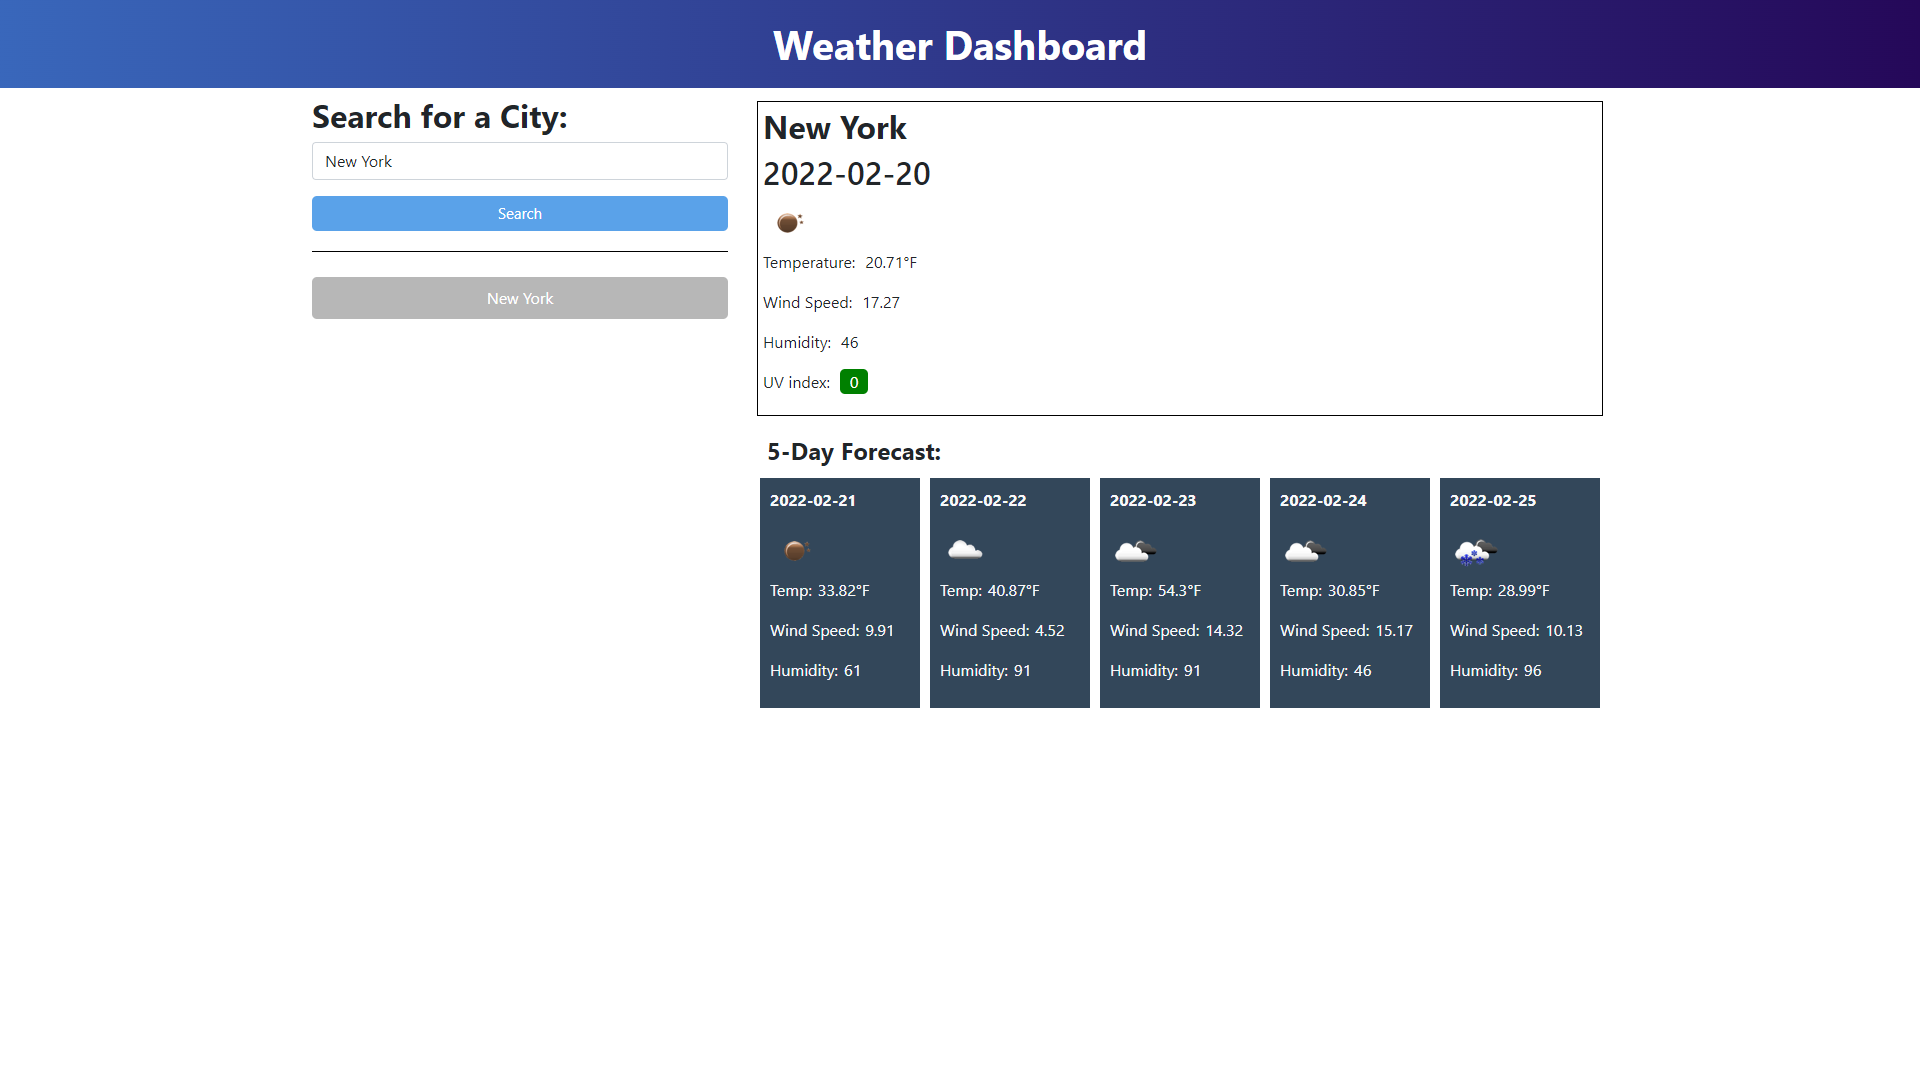 Weather Dashboard
Search for a City:
New York
Search
New York
New York
2022-02-20
Temperature: 20.71°F
Wind Speed: 17.27
Humidity: 46
UV index: 0
5-Day Forecast:
2022-02-21
Temp: 33.82°F
Wind Speed: 9.91
Humidity: 61
2022-02-22
Temp: 40.87°F
Wind Speed: 4.52
Humidity: 91
2022-02-23
Temp: 54.3°F
Wind Speed: 14.32
Humidity: 91
2022-02-24
Temp: 30.85°F
Wind Speed: 15.17
Humidity: 46
2022-02-25
Temp: 28.99°F
Wind Speed: 10.13
Humidity: 96